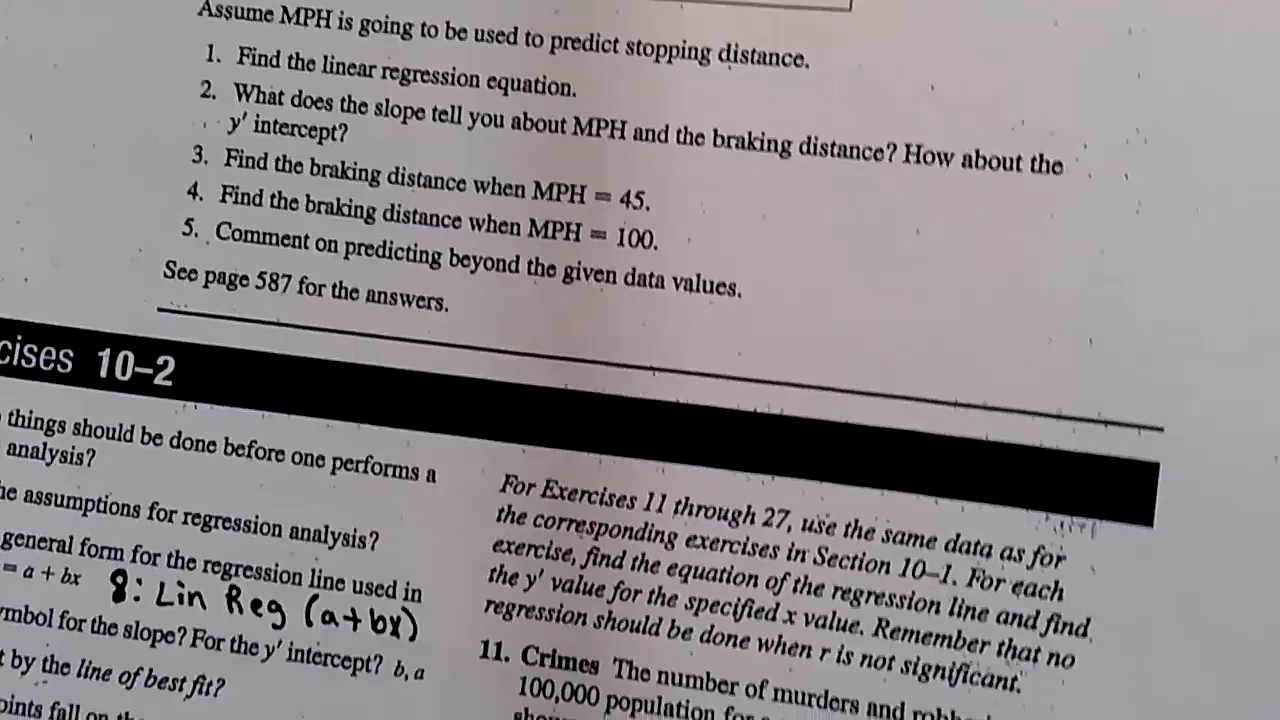 Assume MPH is going to be used to predict stopping distance.
1. Find the linear regression equation.
2. What does the slope tell you about MPH and the braking distance? How about the
y′ intercept?
3. Find the braking distance when MPH = 45.
4. Find the braking distance when MPH = 100.
5. Comment on predicting beyond the given data values.
See page 587 for the answers.
cises 10–2
things should be done before one performs a
analysis?
he assumptions for regression analysis?
general form for the regression line used in
= a + bx 8: Lin Reg (a+bx)
ymbol for the slope? For the y′ intercept? b, a
t by the line of best fit?
oints fall on
For Exercises 11 through 27, use the same data as for
the corresponding exercises in Section 10–1. For each
exercise, find the equation of the regression line and find
the y′ value for the specified x value. Remember that no
regression should be done when r is not significant.
11. Crimes The number of murders and
100,000 population for